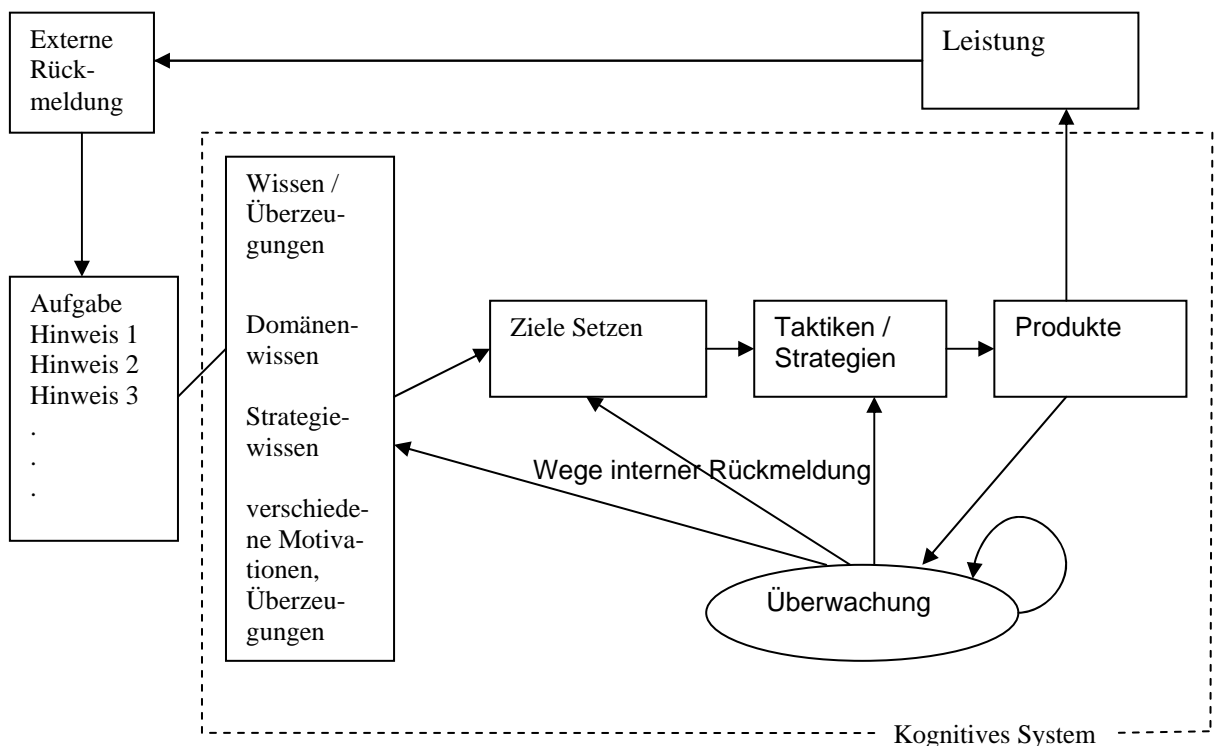 Externe
Rück-
meldung
Leistung
Wissen /
Überzeu-
gungen
Domänen-
wissen
Strategie-
wissen
verschiede-
ne Motiva-
tionen,
Überzeu-
gungen
Aufgabe
Hinweis 1
Hinweis 2
Hinweis 3
.
.
.
Ziele Setzen
Taktiken /
Strategien
Produkte
Wege interner Rückmeldung
Überwachung
Kognitives System